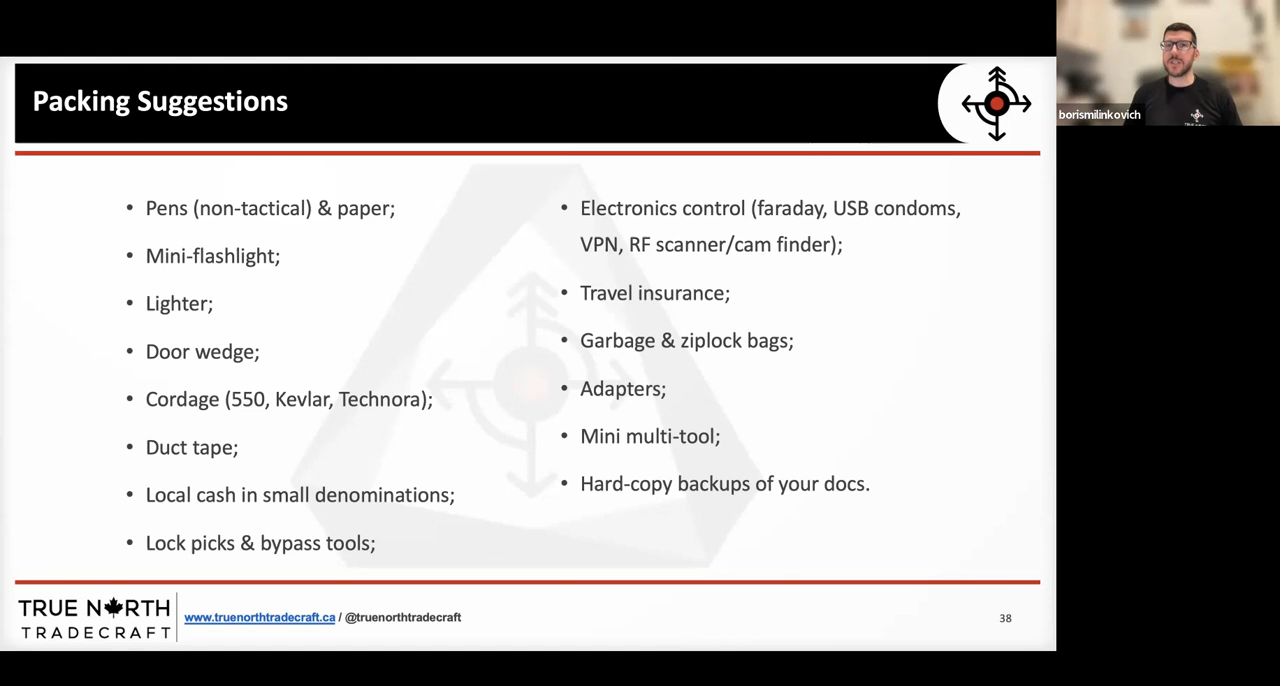 Packing Suggestions
• Pens (non-tactical) & paper;
• Mini-flashlight;
• Lighter;
• Door wedge;
• Cordage (550, Kevlar, Technora);
• Duct tape;
• Local cash in small denominations;
• Lock picks & bypass tools;
• Electronics control (faraday, USB condoms,
VPN, RF scanner/cam finder);
• Travel insurance;
• Garbage & ziplock bags;
• Adapters;
• Mini multi-tool;
• Hard-copy backups of your docs.
TRUE NORTH
TRADECRAFT
www.truenorthtradecraft.ca / @truenorthtradecraft
38
borismilinkovich